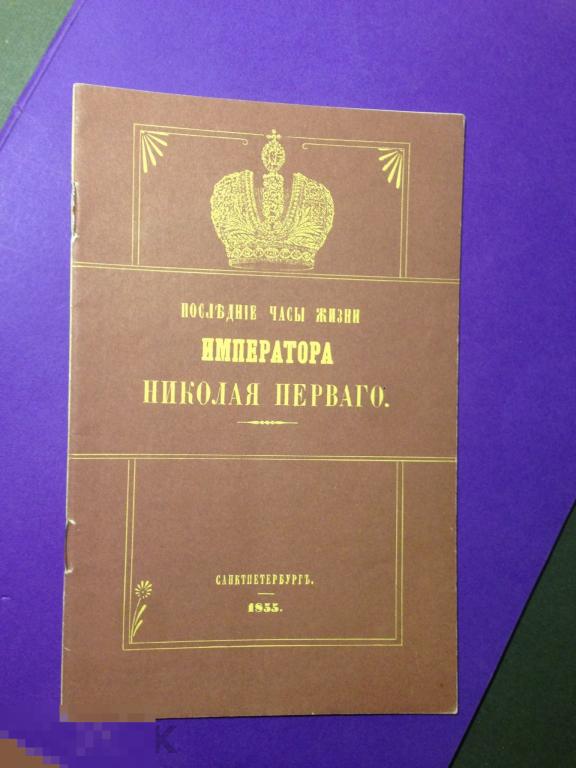 ПОСЛѢДНІЕ ЧАСЫ ЖИЗНИ
ИМПЕРАТОРА
НИКОЛАЯ ПЕРВАГО.
САНКТПЕТЕРБУРГЪ.
1855.